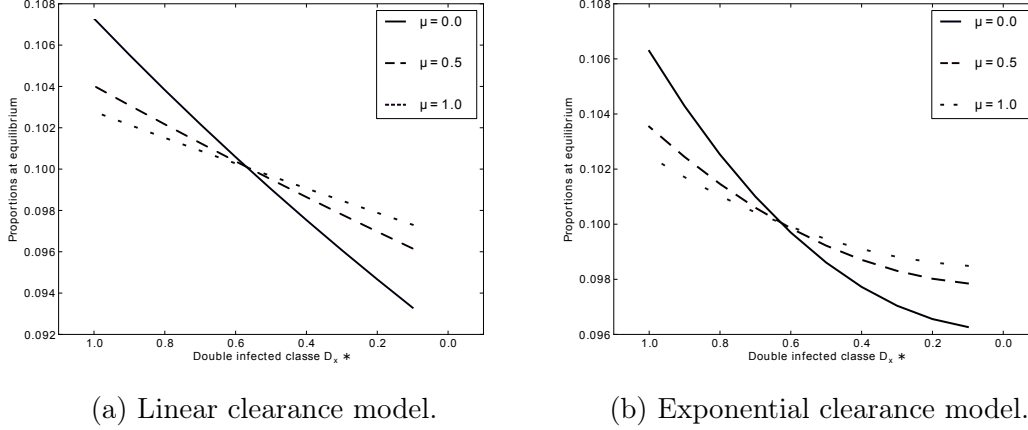 0.108
0.106
0.104
0.102
0.100
0.098
0.096
0.094
0.092
Proportions at equilibrium
1.0 0.8 0.6 0.4 0.2 0.0
Double infected classe Dx *
μ = 0.0
μ = 0.5
μ = 1.0
(a) Linear clearance model.
0.108
0.106
0.104
0.102
0.100
0.098
0.096
Proportions at equilibrium
1.0 0.8 0.6 0.4 0.2 0.0
Double infected classe Dx *
μ = 0.0
μ = 0.5
μ = 1.0
(b) Exponential clearance model.